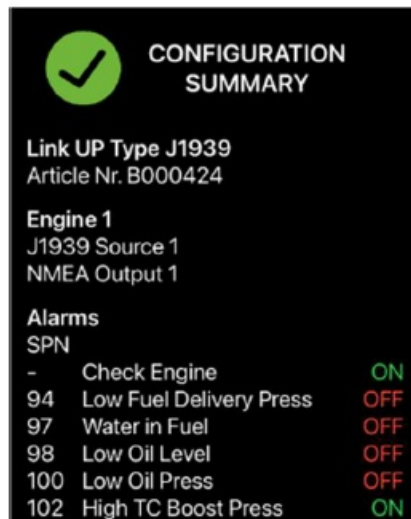 CONFIGURATION
SUMMARY
Link UP Type J1939
Article Nr. B000424
Engine 1
J1939 Source 1
NMEA Output 1
Alarms
SPN
- Check Engine ON
94 Low Fuel Delivery Press OFF
97 Water in Fuel OFF
98 Low Oil Level OFF
100 Low Oil Press OFF
102 High TC Boost Press ON